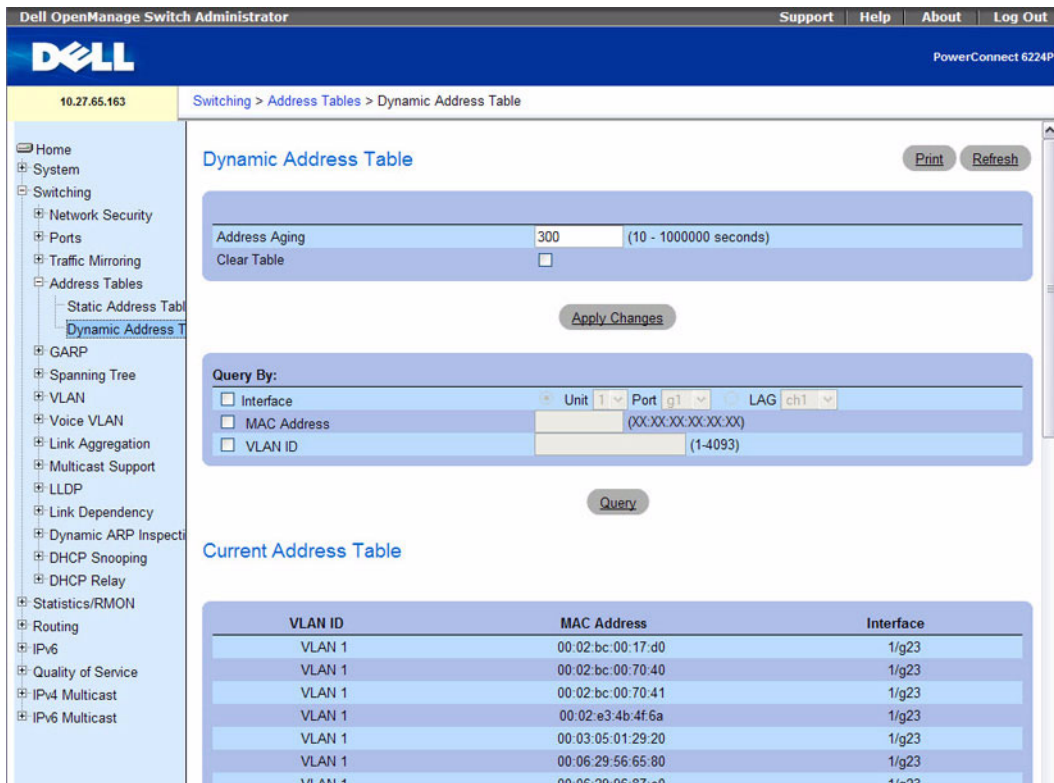 Dell OpenManage Switch Administrator Support Help About Log Out
DELL
PowerConnect 6224P
10.27.65.163
Switching > Address Tables > Dynamic Address Table
Home
System
Switching
Network Security
Ports
Traffic Mirroring
Address Tables
Static Address Tabl
Dynamic Address T
GARP
Spanning Tree
VLAN
Voice VLAN
Link Aggregation
Multicast Support
LLDP
Link Dependency
Dynamic ARP Inspecti
DHCP Snooping
DHCP Relay
Statistics/RMON
Routing
IPv6
Quality of Service
IPv4 Multicast
IPv6 Multicast
Dynamic Address Table
Print Refresh
Address Aging 300 (10 - 1000000 seconds)
Clear Table
Apply Changes
Query By:
Interface Unit 1 Port g1 LAG ch1
MAC Address (XX:XX:XX:XX:XX:XX)
VLAN ID (1-4093)
Query
Current Address Table
VLAN ID MAC Address Interface
VLAN 1 00:02:bc:00:17:d0 1/g23
VLAN 1 00:02:bc:00:70:40 1/g23
VLAN 1 00:02:bc:00:70:41 1/g23
VLAN 1 00:02:e3:4b:4f:6a 1/g23
VLAN 1 00:03:05:01:29:20 1/g23
VLAN 1 00:06:29:56:65:80 1/g23
VLAN 1 1/g23